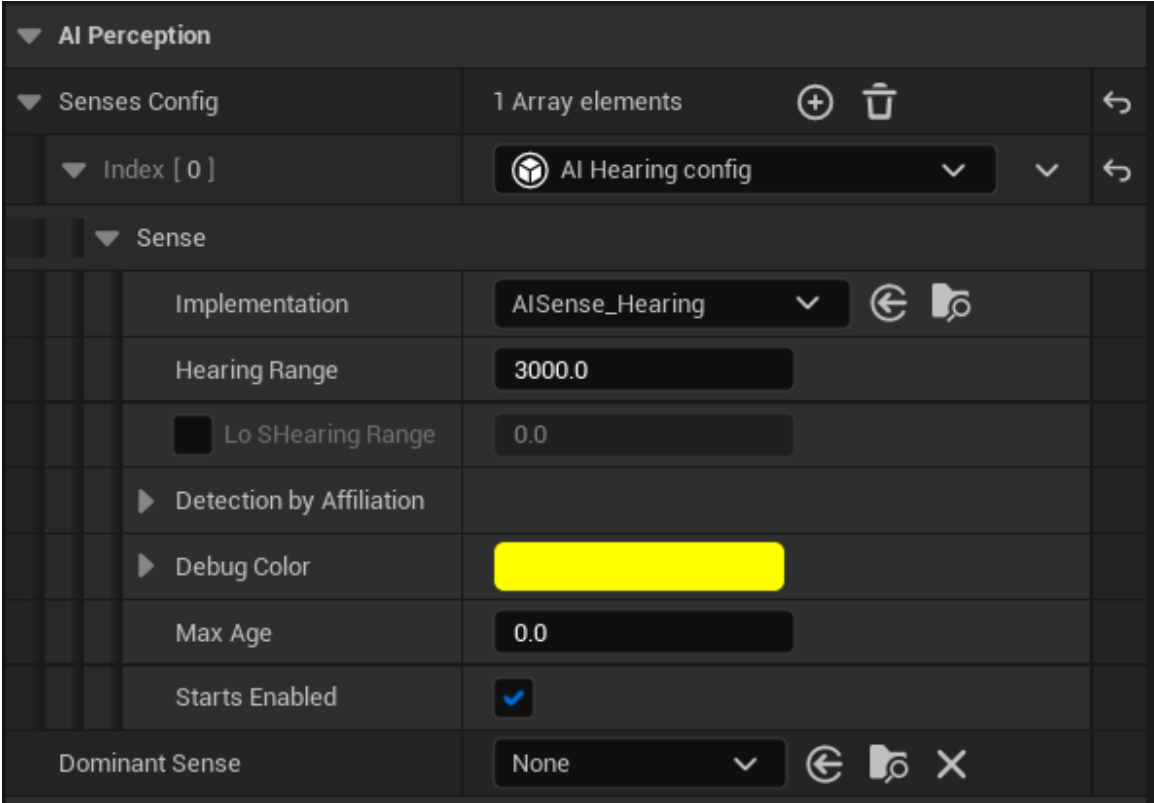 AI Perception
Senses Config 1 Array elements
Index [ 0 ] AI Hearing config
Sense
Implementation AISense_Hearing
Hearing Range 3000.0
Lo SHearing Range 0.0
Detection by Affiliation
Debug Color
Max Age 0.0
Starts Enabled
Dominant Sense None